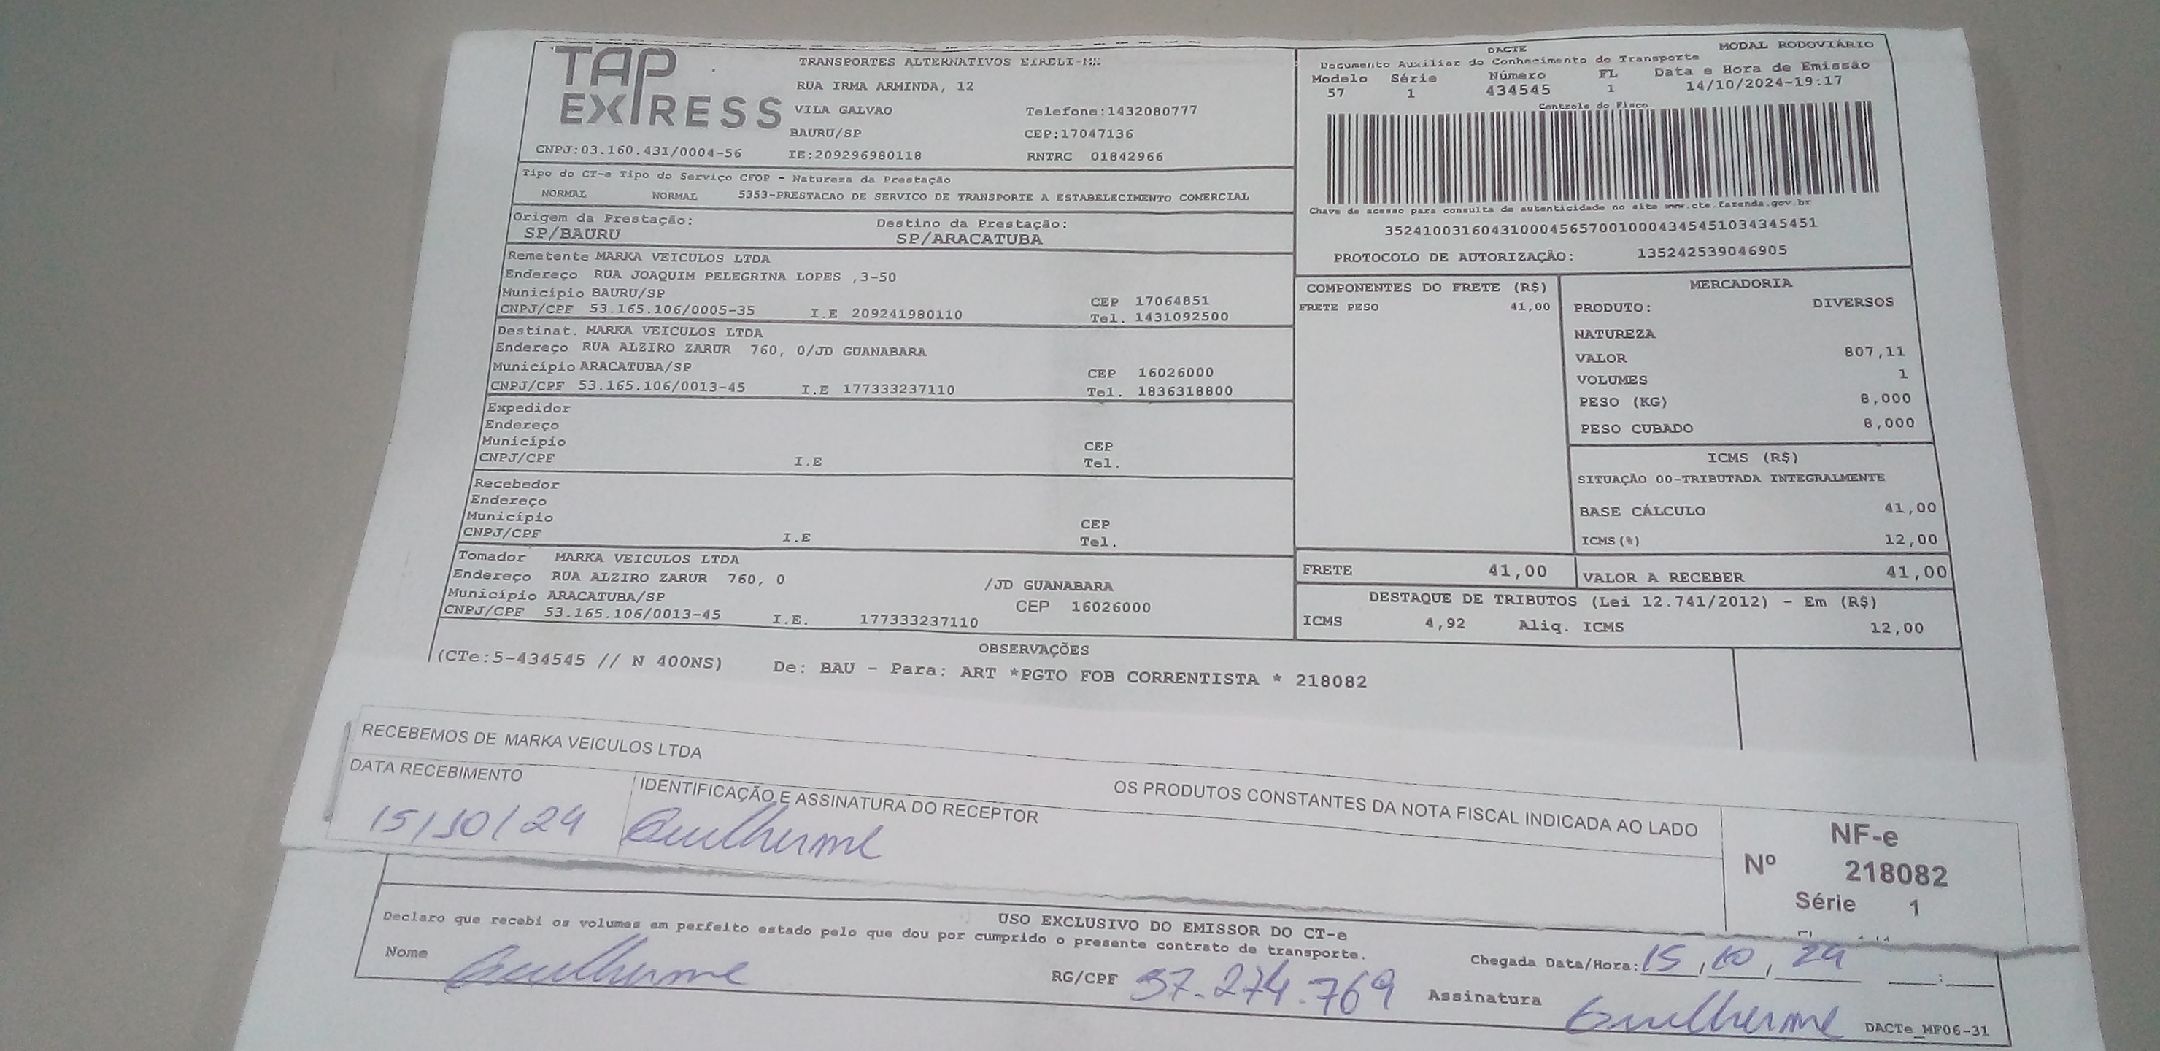 TAP EXPRESS
TRANSPORTES ALTERNATIVOS EIRELI-ME
RUA IRMA ARMINDA, 12
VILA GALVAO Telefone:1432080777
BAURU/SP CEP:17047136
CNPJ:03.160.431/0004-56 IE:209296980118 RNTRC 01842966
DACTE MODAL RODOVIÁRIO
Documento Auxiliar do Conhecimento do Transporte
Modelo Série Número FL Data e Hora de Emissão
57 1 434545 1 14/10/2024-19:17
Controle do Fisco
Chave de acesso para consulta de autenticidade no site www.cte.fazenda.gov.br
35241003160431000456570010004345451034345451
PROTOCOLO DE AUTORIZAÇÃO: 135242539046905
Tipo do CT-e Tipo do Serviço CFOP - Natureza da Prestação
NORMAL NORMAL 5353-PRESTACAO DE SERVICO DE TRANSPORTE A ESTABELECIMENTO COMERCIAL
Origem da Prestação: Destino da Prestação:
SP/BAURU SP/ARACATUBA
Remetente MARKA VEICULOS LTDA
Endereço RUA JOAQUIM PELEGRINA LOPES ,3-50
Município BAURU/SP CEP 17064851
CNPJ/CPF 53.165.106/0005-35 I.E 209241980110 Tel. 1431092500
Destinat. MARKA VEICULOS LTDA
Endereço RUA ALZIRO ZARUR 760, 0/JD GUANABARA
Município ARACATUBA/SP CEP 16026000
CNPJ/CPF 53.165.106/0013-45 I.E 177333237110 Tel. 1836318800
Expedidor
Endereço
Município CEP
CNPJ/CPF I.E Tel.
Recebedor
Endereço
Município CEP
CNPJ/CPF I.E Tel.
Tomador MARKA VEICULOS LTDA
Endereço RUA ALZIRO ZARUR 760, 0 /JD GUANABARA
Município ARACATUBA/SP CEP 16026000
CNPJ/CPF 53.165.106/0013-45 I.E. 177333237110
COMPONENTES DO FRETE (R$)
FRETE PESO 41,00
MERCADORIA
PRODUTO: DIVERSOS
NATUREZA
VALOR 807,11
VOLUMES 1
PESO (KG) 8,000
PESO CUBADO 8,000
ICMS (R$)
SITUAÇÃO 00-TRIBUTADA INTEGRALMENTE
BASE CÁLCULO 41,00
ICMS(%) 12,00
FRETE 41,00 VALOR A RECEBER 41,00
DESTAQUE DE TRIBUTOS (Lei 12.741/2012) - Em (R$)
ICMS 4,92 Aliq. ICMS 12,00
OBSERVAÇÕES
(CTe:5-434545 // N 400NS) De: BAU - Para: ART *PGTO FOB CORRENTISTA * 218082
RECEBEMOS DE MARKA VEICULOS LTDA OS PRODUTOS CONSTANTES DA NOTA FISCAL INDICADA AO LADO
DATA RECEBIMENTO IDENTIFICAÇÃO E ASSINATURA DO RECEPTOR
15/10/24 Guilherme
NF-e
Nº 218082
Série 1
USO EXCLUSIVO DO EMISSOR DO CT-e
Declaro que recebi os volumes em perfeito estado pelo que dou por cumprido o presente contrato de transporte.
Nome Guilherme RG/CPF 57.274.769 Assinatura Guilherme
Chegada Data/Hora: 15, 10, 24 __:__
DACTe_MF06-31